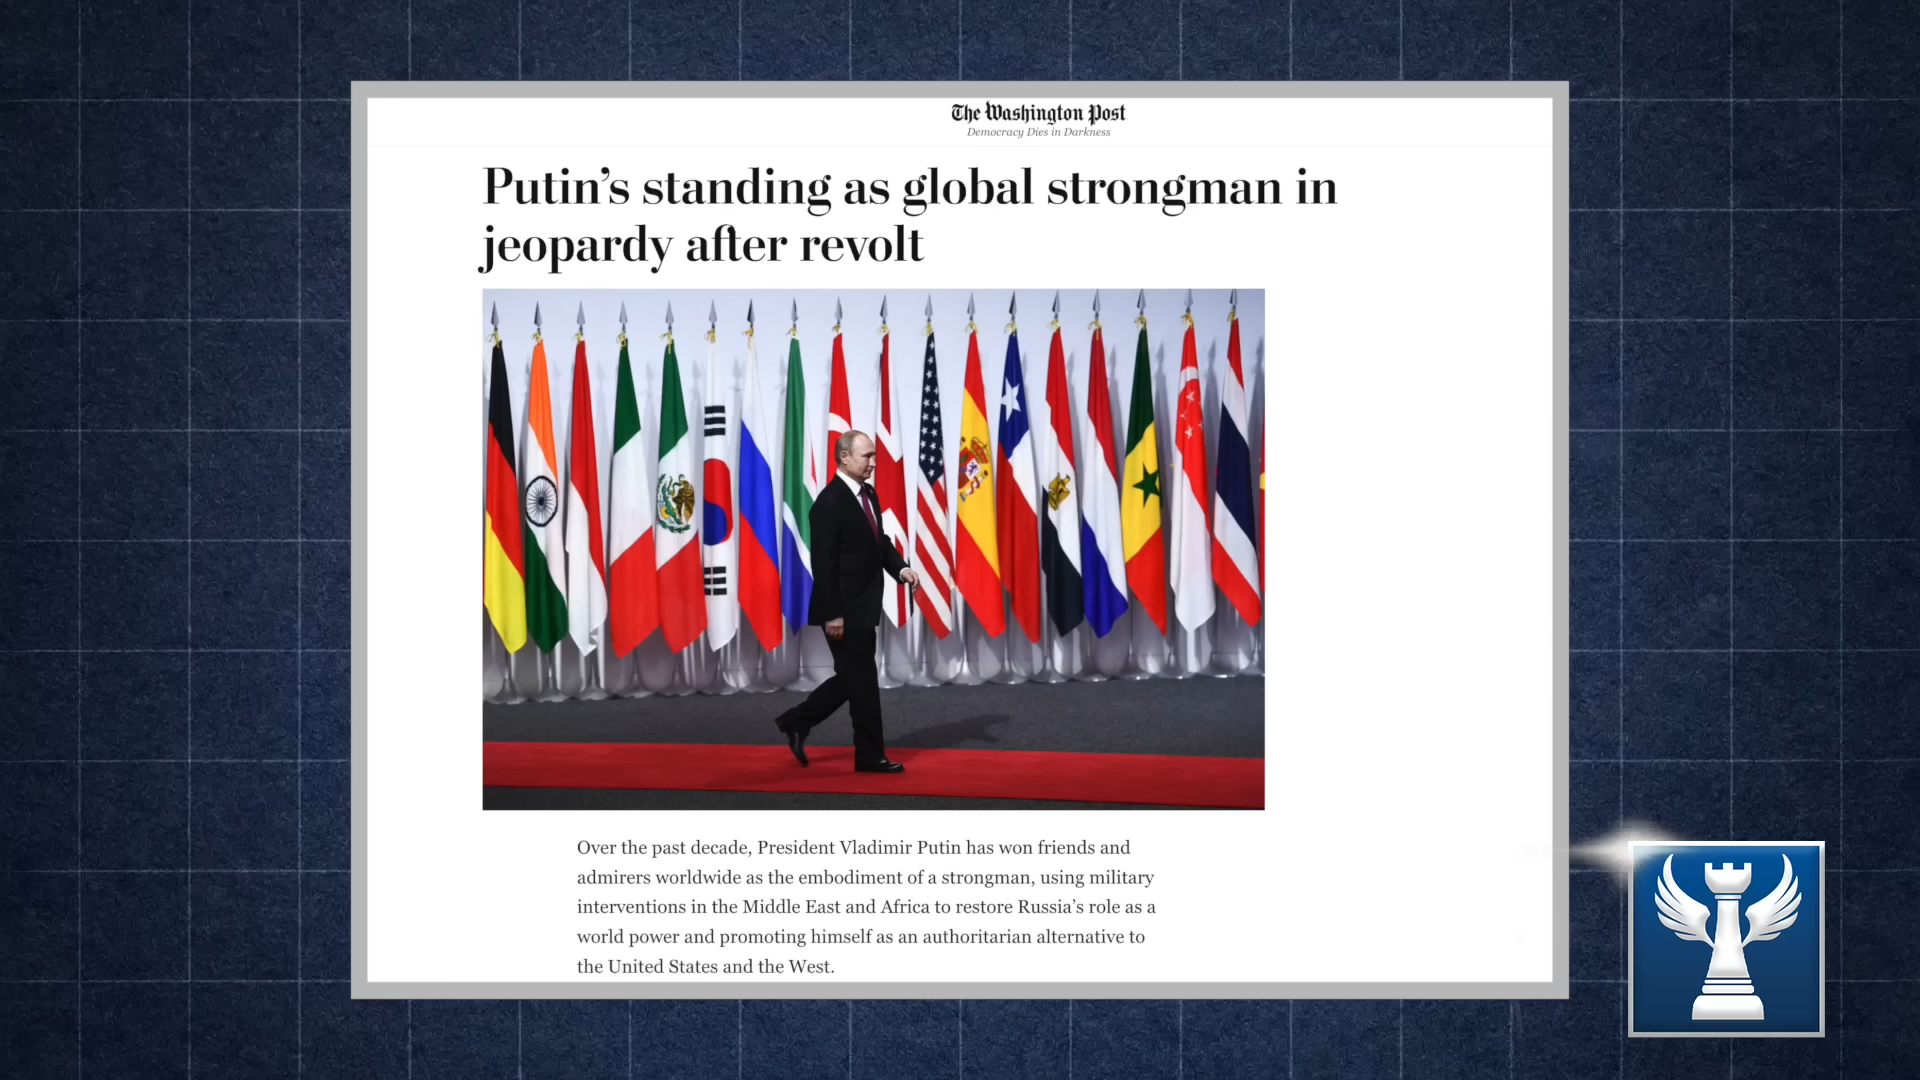 The Washington Post
Democracy Dies in Darkness
Putin’s standing as global strongman in
jeopardy after revolt
Over the past decade, President Vladimir Putin has won friends and
admirers worldwide as the embodiment of a strongman, using military
interventions in the Middle East and Africa to restore Russia’s role as a
world power and promoting himself as an authoritarian alternative to
the United States and the West.